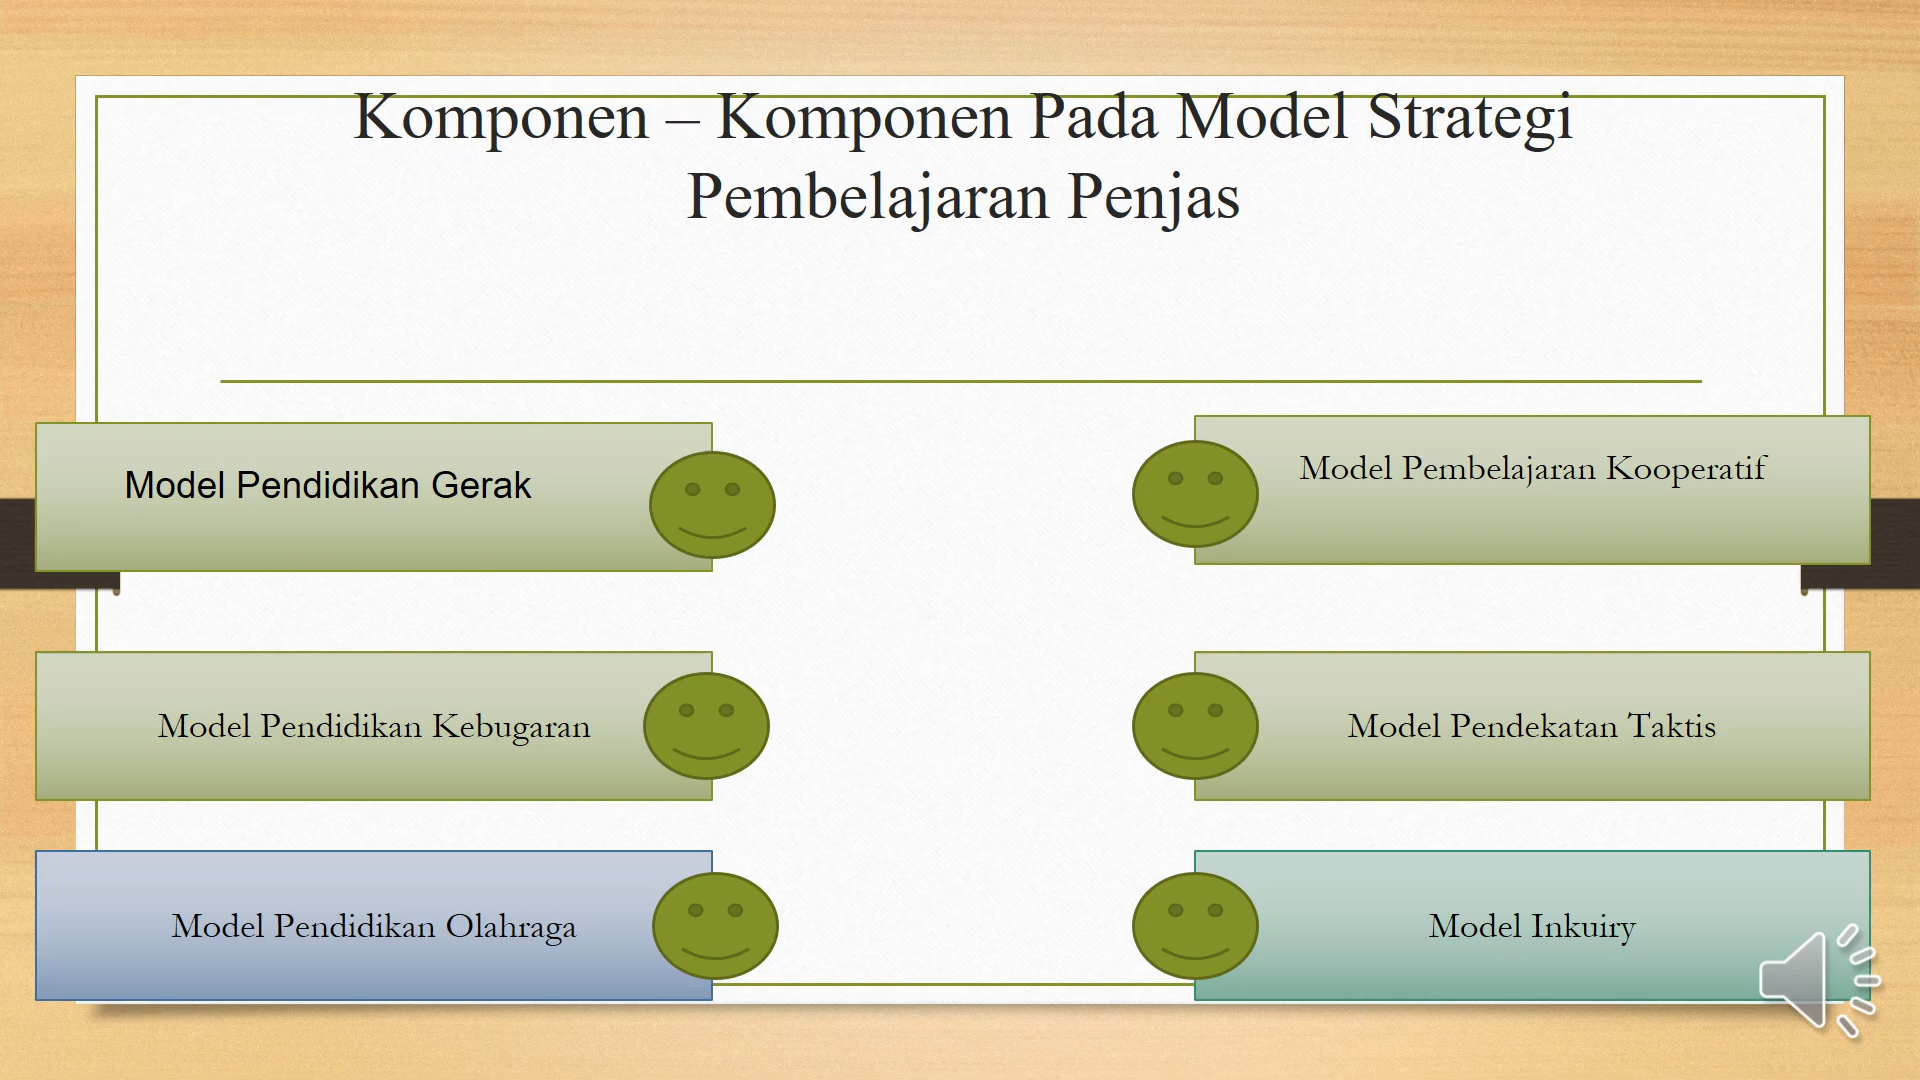 Komponen – Komponen Pada Model Strategi
Pembelajaran Penjas
Model Pendidikan Gerak
Model Pembelajaran Kooperatif
Model Pendidikan Kebugaran
Model Pendekatan Taktis
Model Pendidikan Olahraga
Model Inkuiry